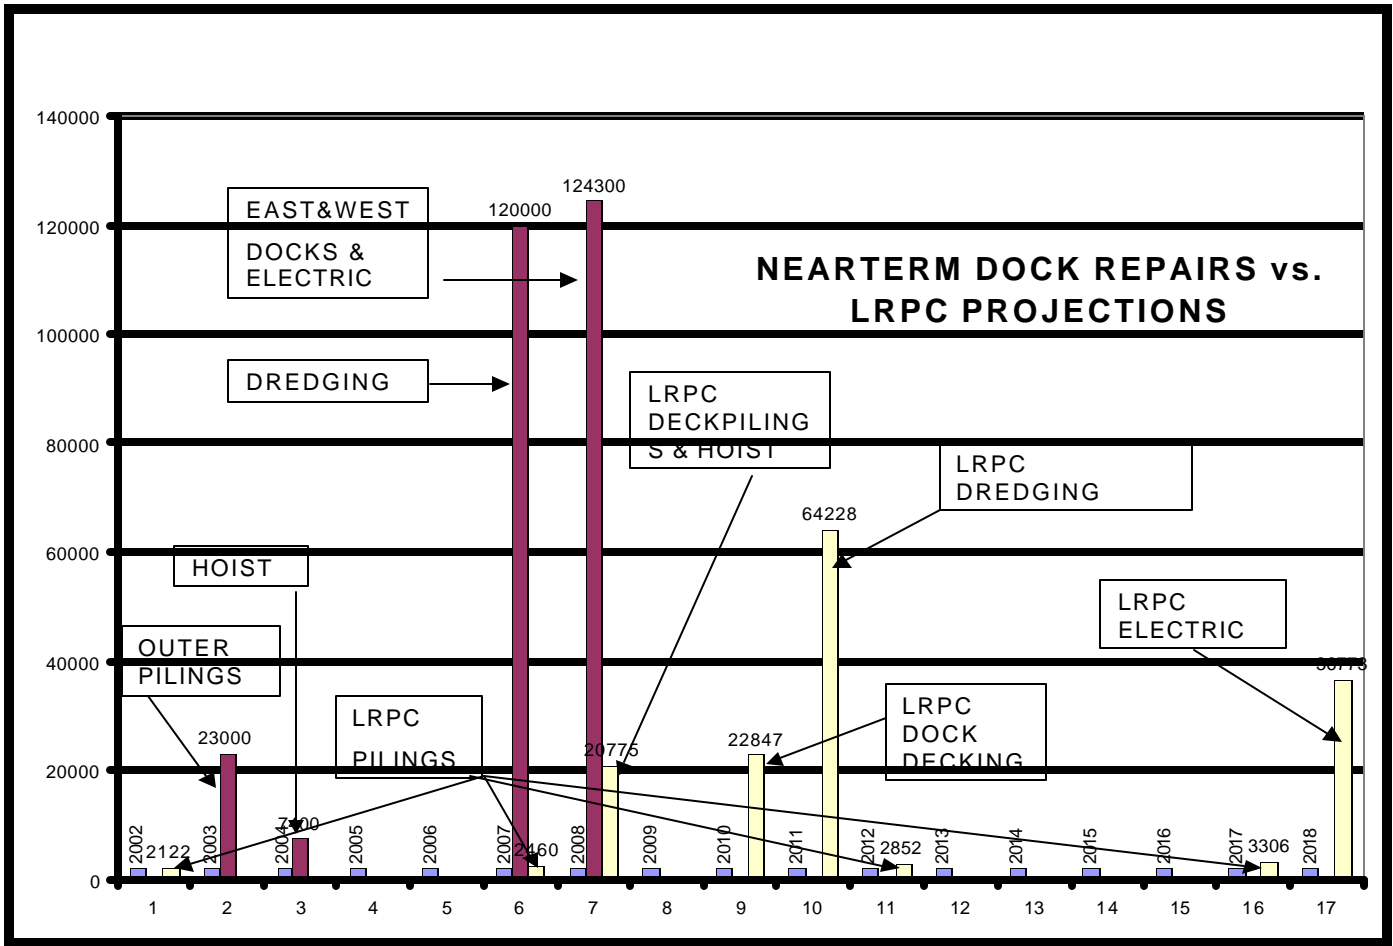 140000
120000
100000
80000
60000
40000
20000
0
NEARTERM DOCK REPAIRS vs.
LRPC PROJECTIONS
EAST&WEST
DOCKS &
ELECTRIC
DREDGING
HOIST
OUTER
PILINGS
LRPC
PILINGS
LRPC
DECKPILING
S & HOIST
LRPC
DREDGING
LRPC
DOCK
DECKING
LRPC
ELECTRIC
2122
23000
120000
2460
124300
20775
22847
64228
2852
3306
2002
2003
2004
2005
2006
2007
2008
2009
2010
2011
2012
2013
2014
2015
2016
2017
2018
1
2
3
4
5
6
7
8
9
10
11
12
13
14
15
16
17